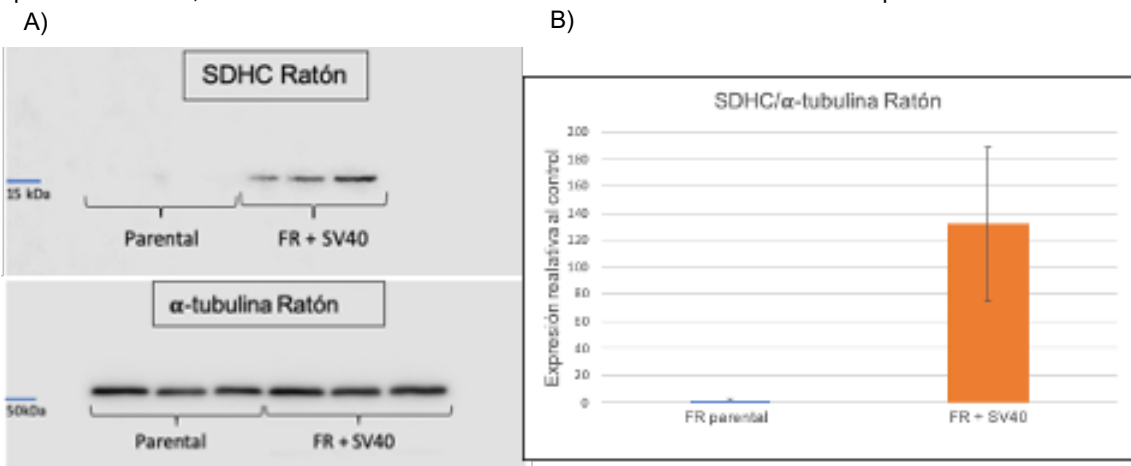 A)
B)
SDHC Ratón
15 kDa
Parental
FR + SV40
α-tubulina Ratón
50kDa
Parental
FR + SV40
SDHC/α-tubulina Ratón
Expresión realativa al control
200
180
160
140
120
100
80
60
40
20
0
FR parental
FR + SV40